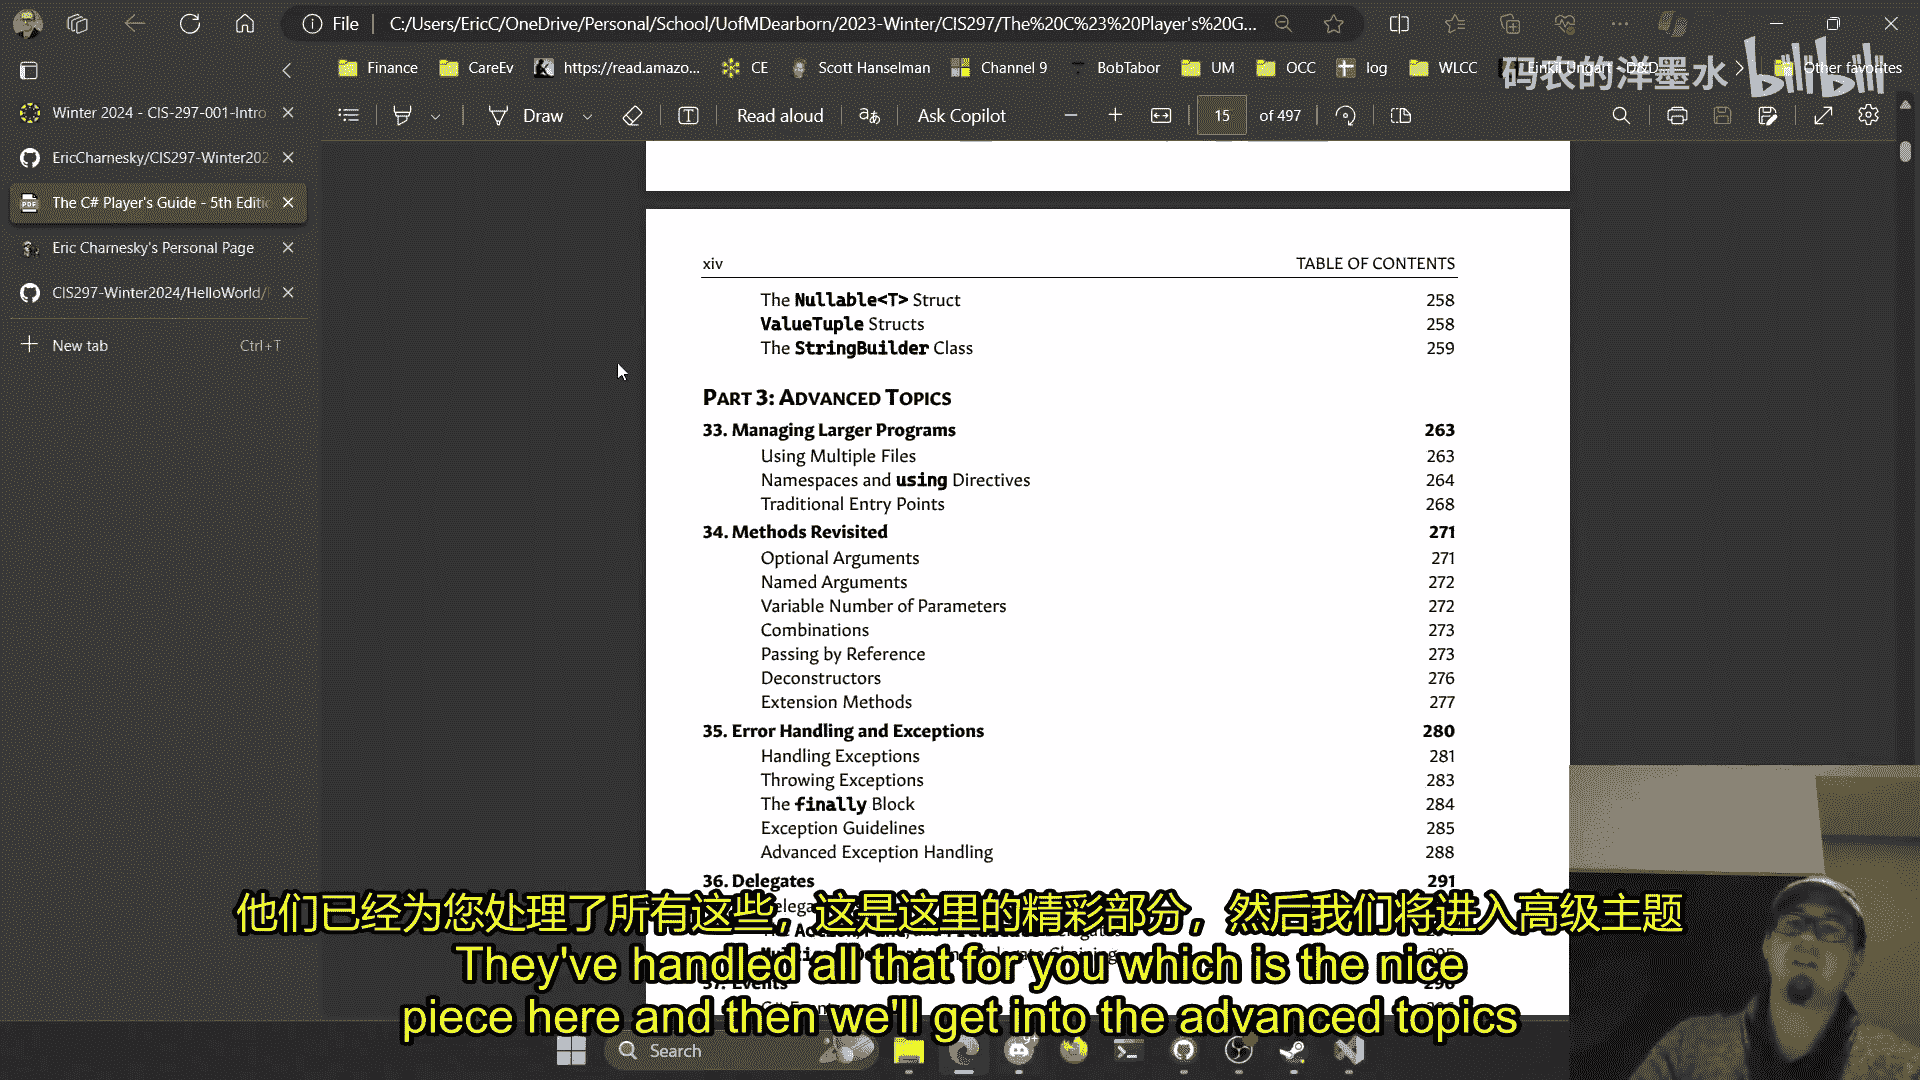 File
C:/Users/EricC/OneDrive/Personal/School/UofMDearborn/2023-Winter/CIS297/The%20C%23%20Player's%20G...
Finance
CareEv
https://read.amazo...
CE
Scott Hanselman
Channel 9
BobTabor
UM
OCC
log
WLCC
Other favorites
码农的洋墨水
bilibili
Winter 2024 - CIS-297-001-Intro
EricCharnesky/CIS297-Winter202
The C# Player's Guide - 5th Editio
Eric Charnesky's Personal Page
CIS297-Winter2024/HelloWorld/
New tab
Ctrl+T
Draw
Read aloud
aあ
Ask Copilot
15
of 497
xiv
TABLE OF CONTENTS
The Nullable<T> Struct 258
ValueTuple Structs 258
The StringBuilder Class 259
PART 3: ADVANCED TOPICS
33. Managing Larger Programs 263
Using Multiple Files 263
Namespaces and using Directives 264
Traditional Entry Points 268
34. Methods Revisited 271
Optional Arguments 271
Named Arguments 272
Variable Number of Parameters 272
Combinations 273
Passing by Reference 273
Deconstructors 276
Extension Methods 277
35. Error Handling and Exceptions 280
Handling Exceptions 281
Throwing Exceptions 283
The finally Block 284
Exception Guidelines 285
Advanced Exception Handling 288
36. Delegates 291
37. Events 296
他们已经为您处理了所有这些，这是这里的精彩部分，然后我们将进入高级主题
They've handled all that for you which is the nice
piece here and then we'll get into the advanced topics
Search